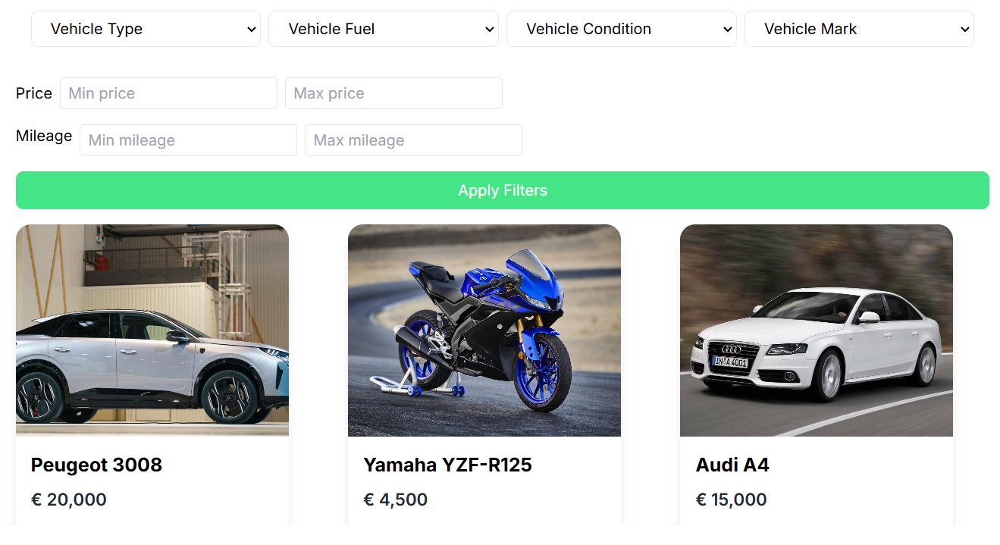 Vehicle Type Vehicle Fuel Vehicle Condition Vehicle Mark
Price Min price Max price
Mileage Min mileage Max mileage
Apply Filters
IN·A 4001
Peugeot 3008 Yamaha YZF-R125 Audi A4
€ 20,000 € 4,500 € 15,000